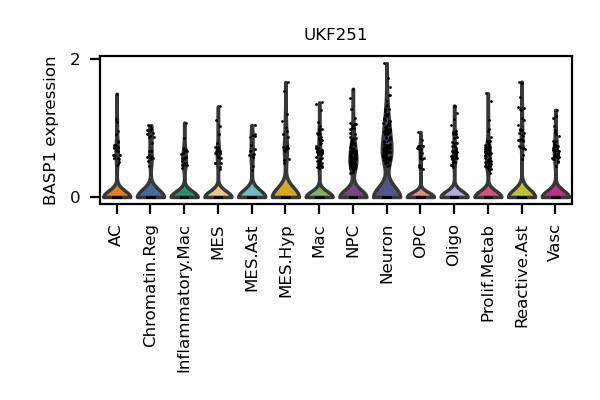 UKF251
BASP1 expression
2
0
AC
Chromatin.Reg
Inflammatory.Mac
MES
MES.Ast
MES.Hyp
Mac
NPC
Neuron
OPC
Oligo
Prolif.Metab
Reactive.Ast
Vasc